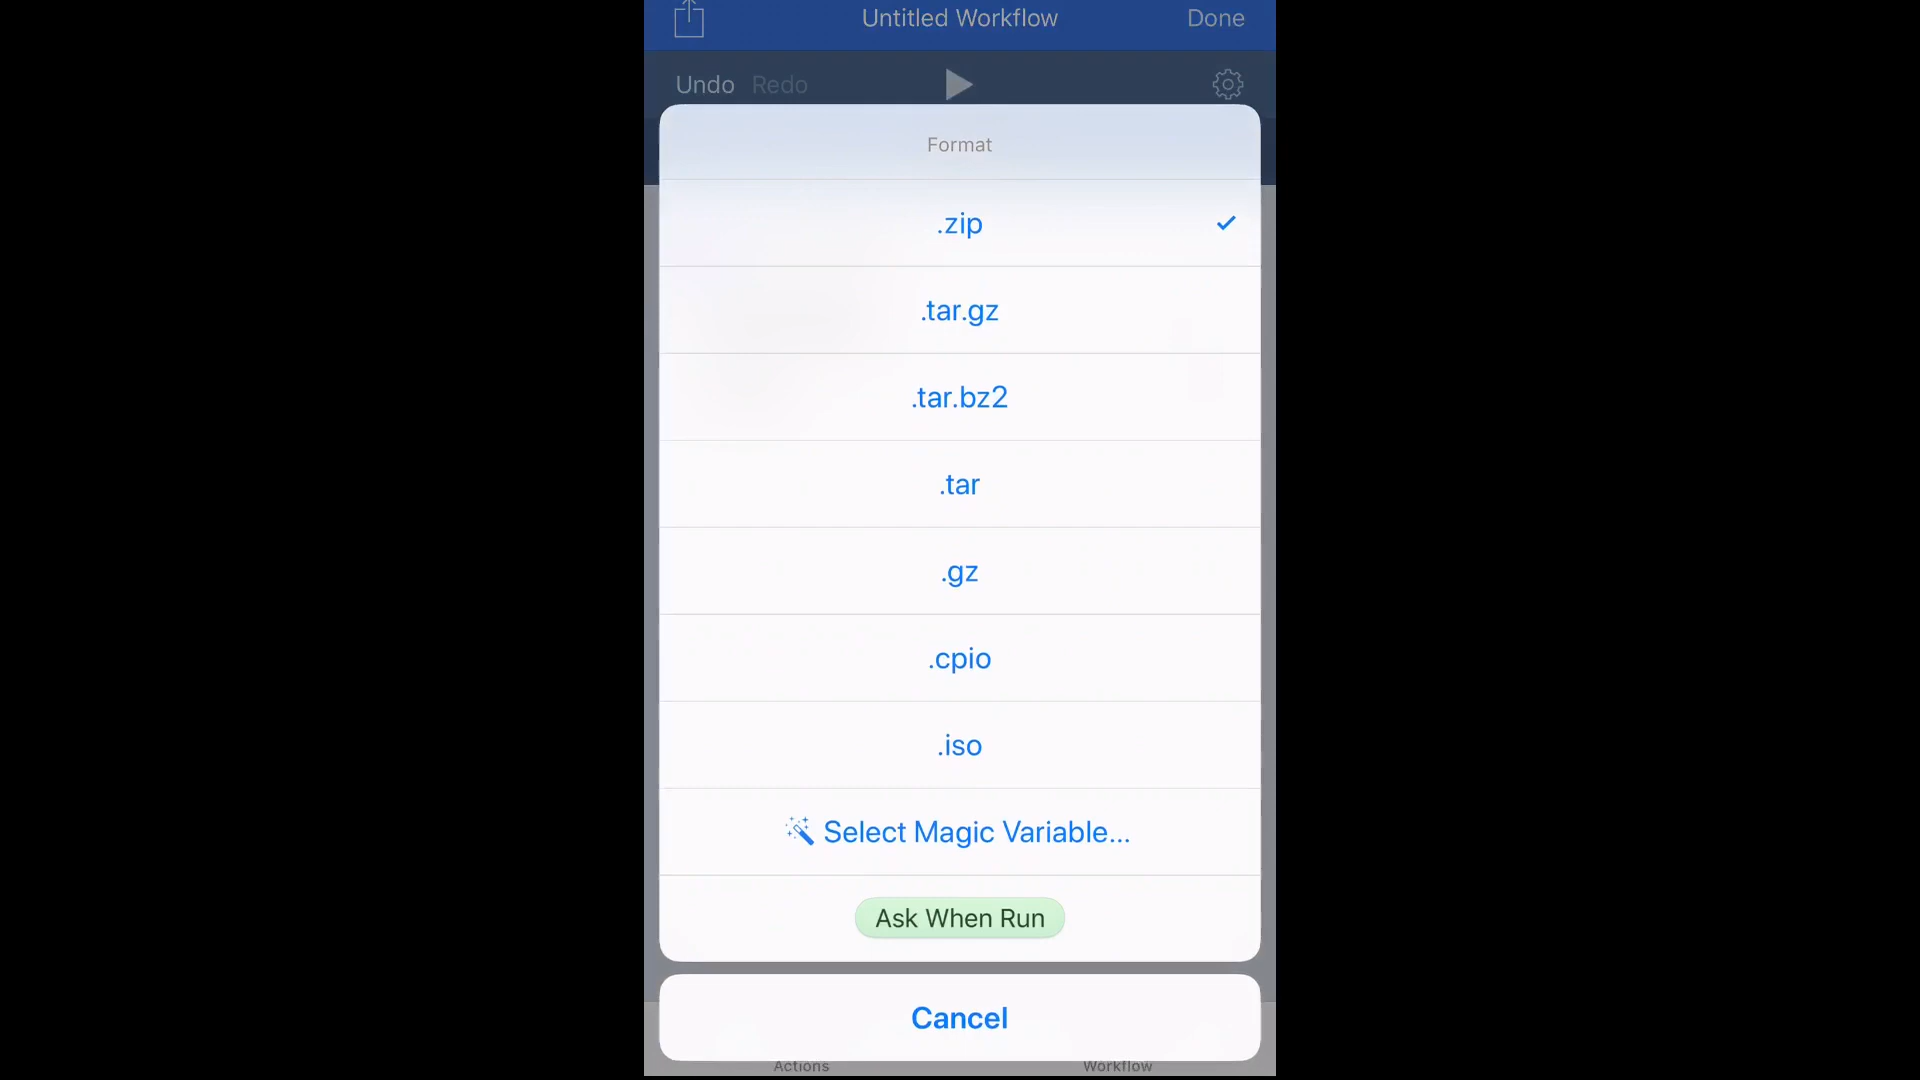 Untitled Workflow Done
Undo Redo
Format
.zip
.tar.gz
.tar.bz2
.tar
.gz
.cpio
.iso
Select Magic Variable...
Ask When Run
Cancel
Actions Workflow